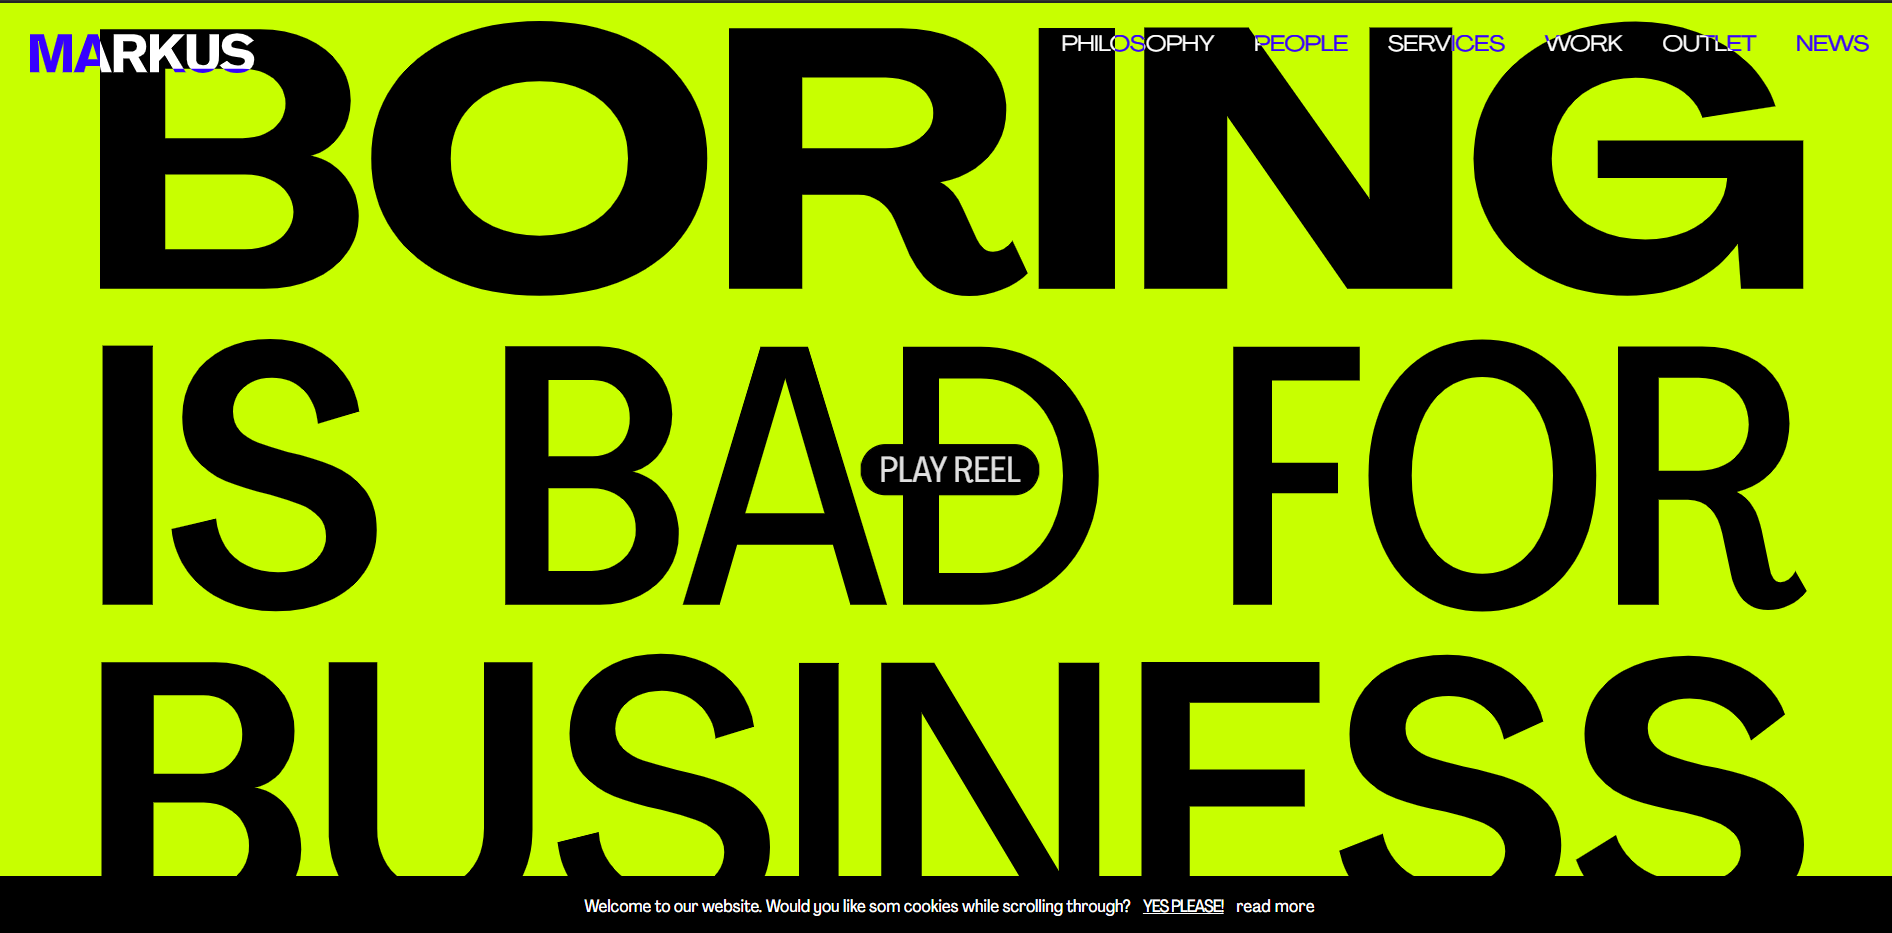 MARKUS
PHILOSOPHY PEOPLE SERVICES WORK OUTLET NEWS
BORING
IS BAD FOR
PLAY REEL
BUSINESS
Welcome to our website. Would you like som cookies while scrolling through? YES PLEASE! read more